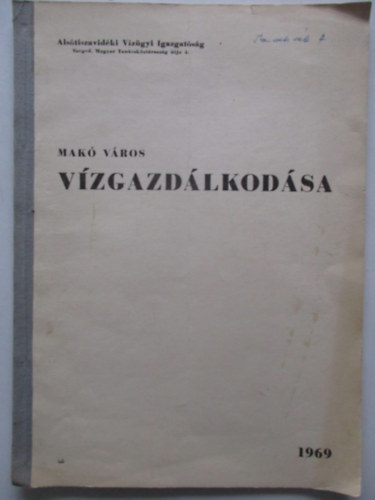 Alsótiszavidéki Vízügyi Igazgatóság
Szeged, Magyar Tanácsköztársaság útja 4.
MAKÓ VÁROS
VÍZGAZDÁLKODÁSA
1969